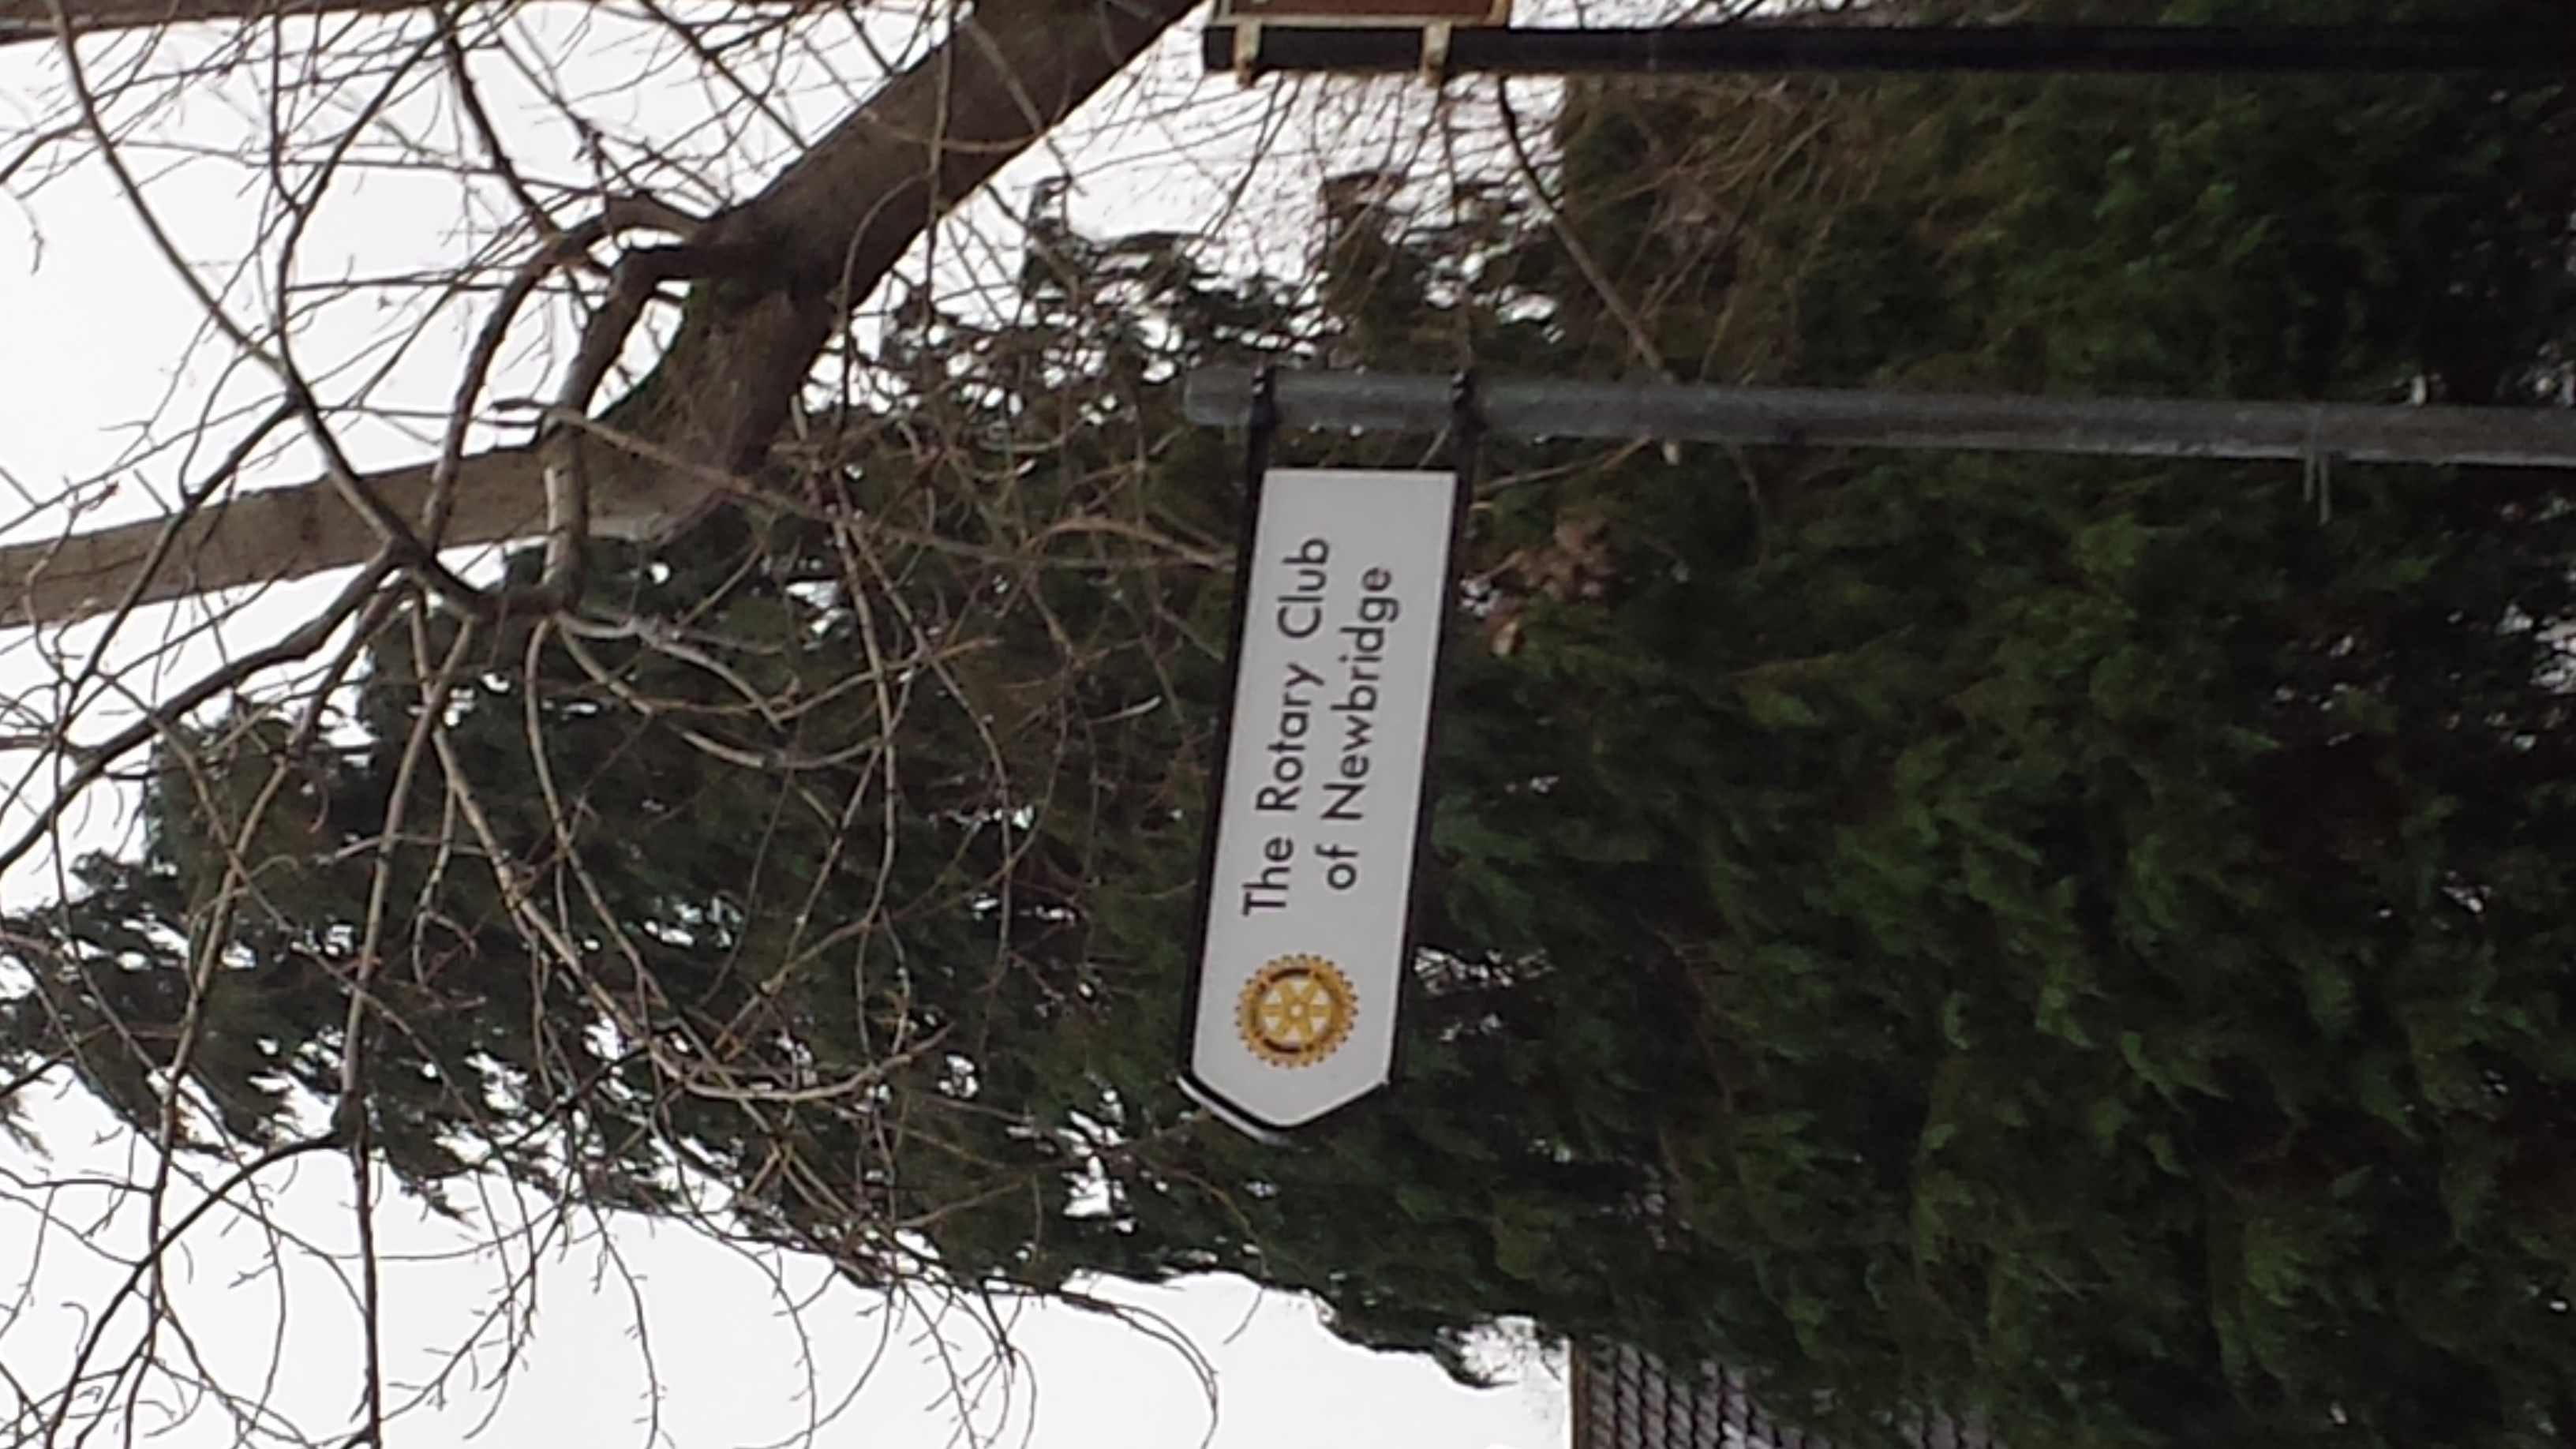 The Rotary Club
of Newbridge